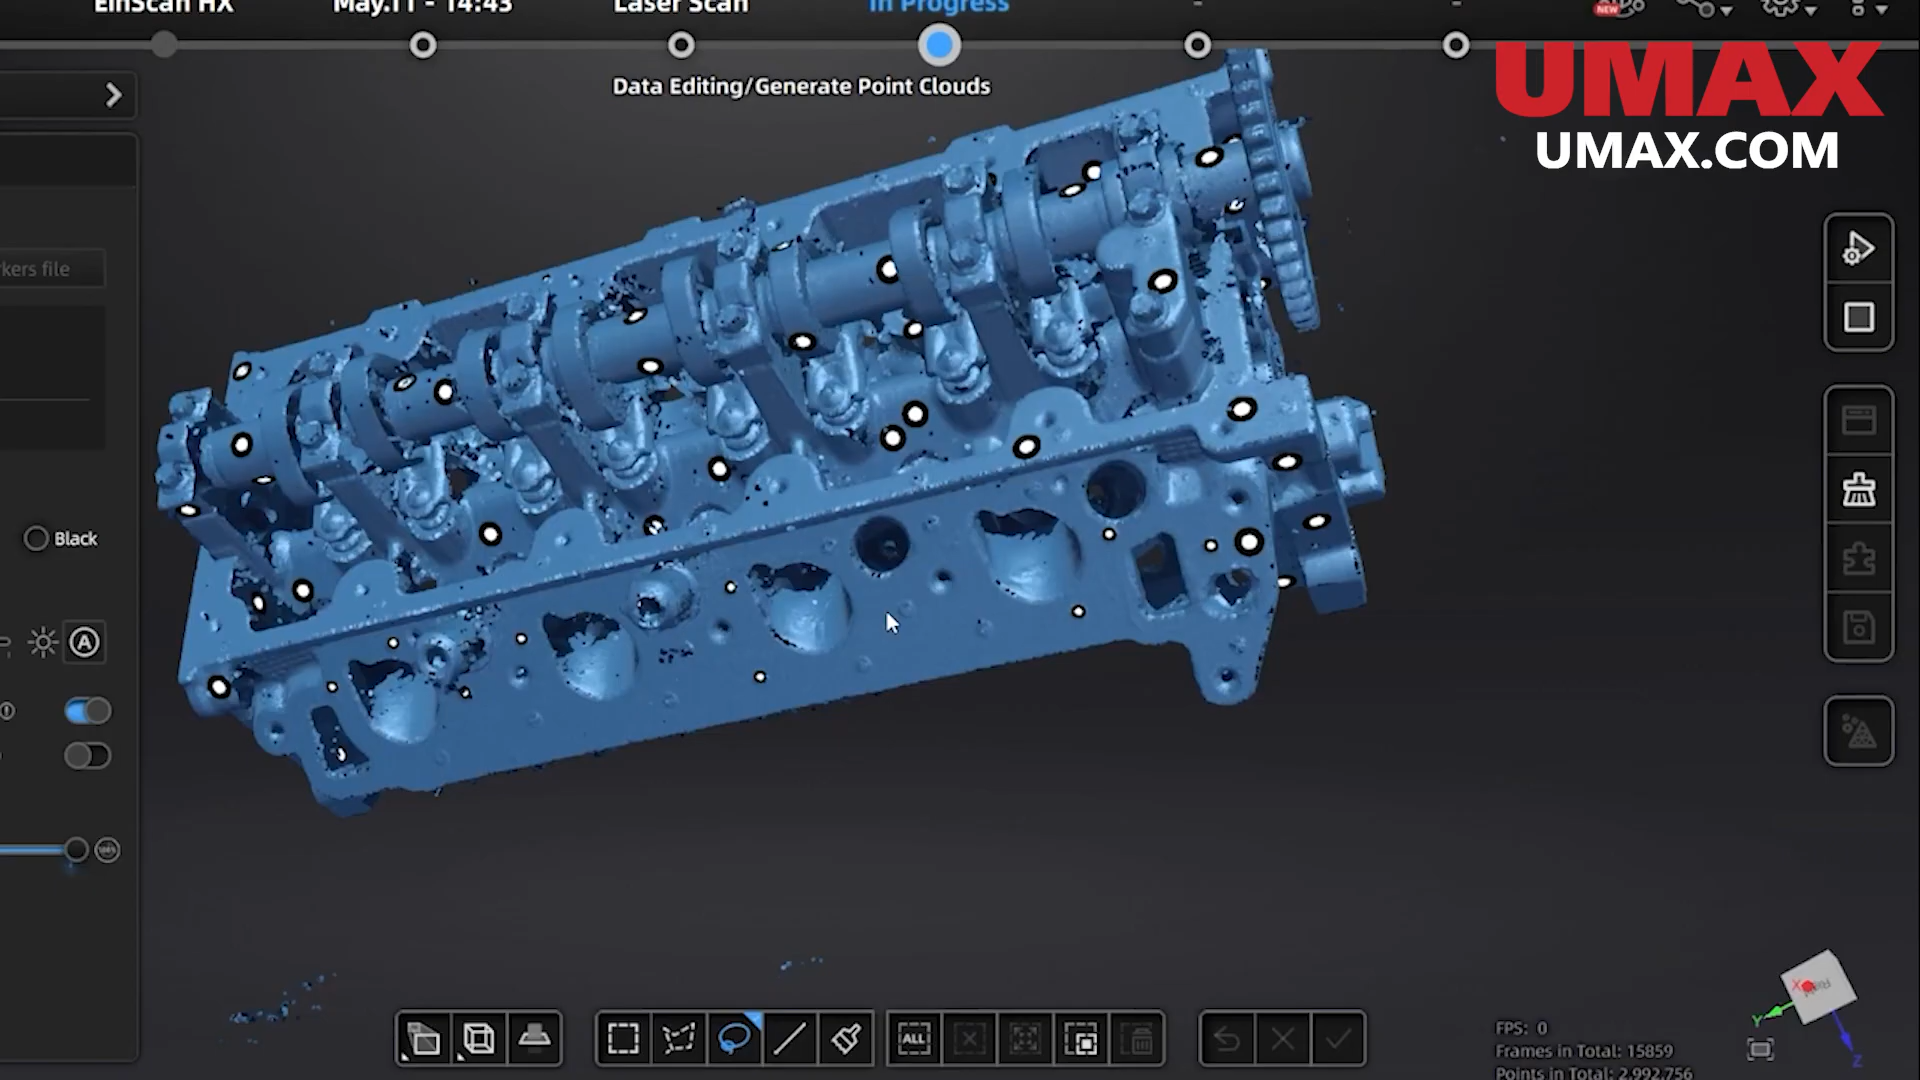 EinScan HX
May.11 - 14:43
Laser Scan
In Progress
-
-
NEW
Data Editing/Generate Point Clouds
UMAX
UMAX.COM
kers file
Black
A
ALL
FPS: 0
Frames in Total: 15859
Points in Total: 2,992,756
X
Y
Z